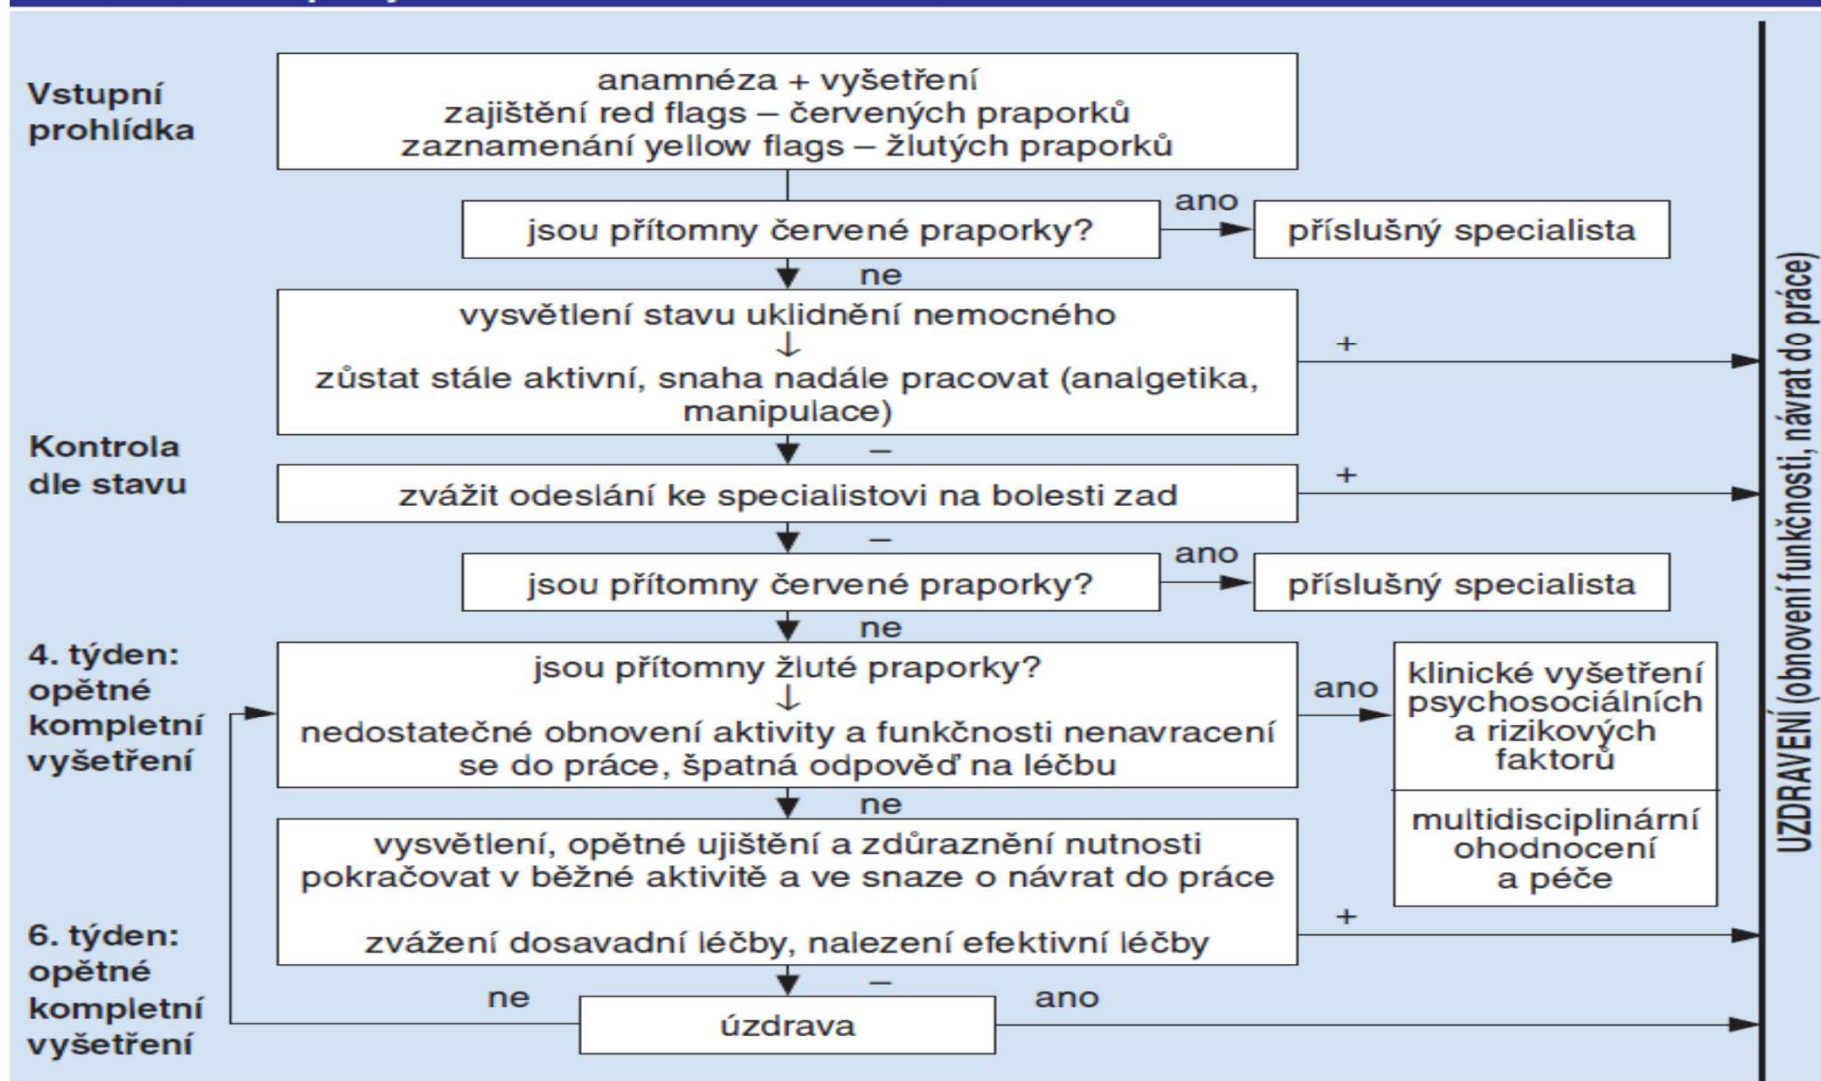 Vstupní
prohlídka
anamnéza + vyšetření
zajištění red flags – červených praporků
zaznamenání yellow flags – žlutých praporků
jsou přítomny červené praporky?
ano
příslušný specialista
ne
vysvětlení stavu uklidnění nemocného
↓
zůstat stále aktivní, snaha nadále pracovat (analgetika,
manipulace)
+
–
Kontrola
dle stavu
zvážit odeslání ke specialistovi na bolesti zad
+
–
jsou přítomny červené praporky?
ano
příslušný specialista
ne
4. týden:
opětné
kompletní
vyšetření
jsou přítomny žluté praporky?
↓
nedostatečné obnovení aktivity a funkčnosti nenavracení
se do práce, špatná odpověď na léčbu
ano
klinické vyšetření
psychosociálních
a rizikových
faktorů
multidisciplinární
ohodnocení
a péče
ne
vysvětlení, opětné ujištění a zdůraznění nutnosti
pokračovat v běžné aktivitě a ve snaze o návrat do práce
zvážení dosavadní léčby, nalezení efektivní léčby
+
–
6. týden:
opětné
kompletní
vyšetření
ne
úzdrava
ano
UZDRAVENÍ (obnovení funkčnosti, návrat do práce)